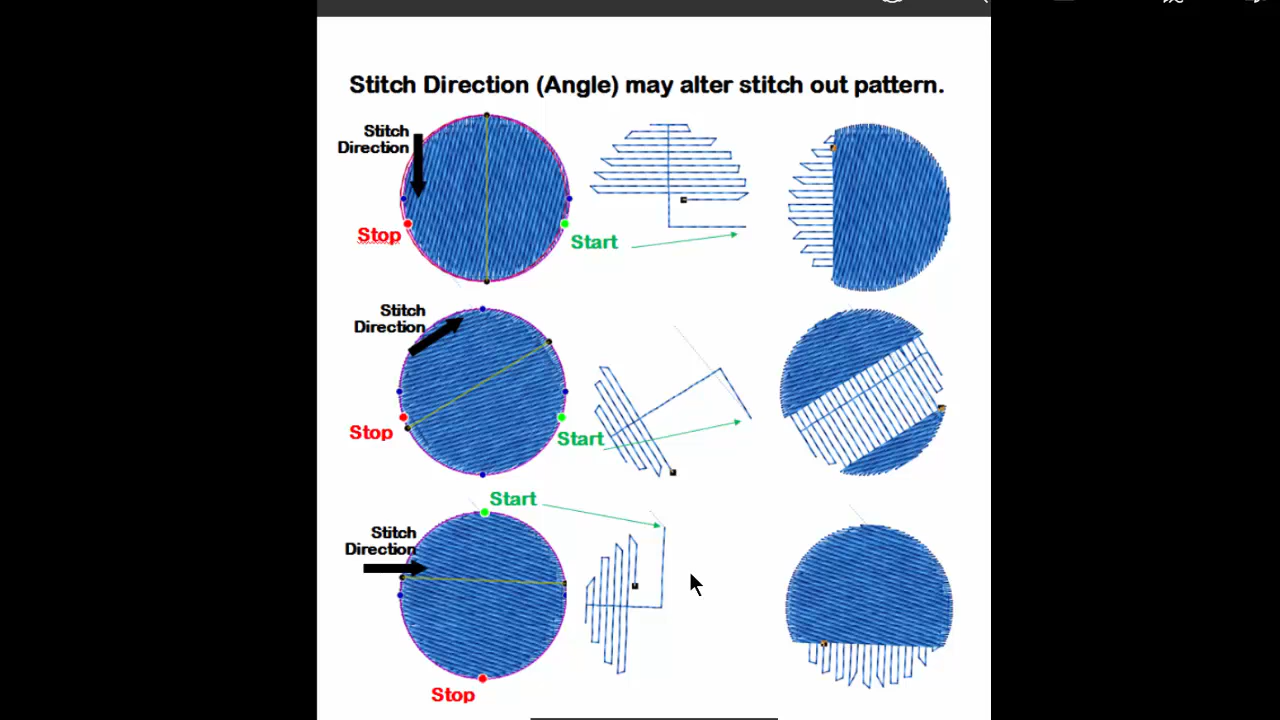 Stitch Direction (Angle) may alter stitch out pattern.
Stitch
Direction
Stop
Start
Stitch
Direction
Stop
Start
Start
Stitch
Direction
Stop